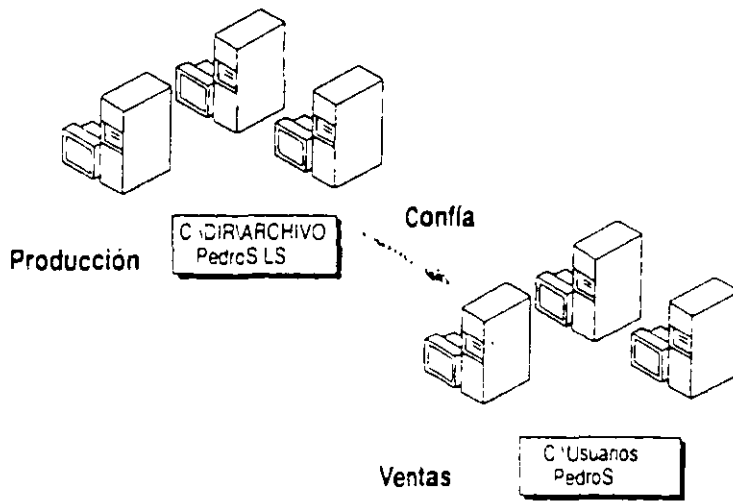 Confía
Producción
C:\DIR\ARCHIVO
PedroS LS
Ventas
C:\Usuarios
PedroS